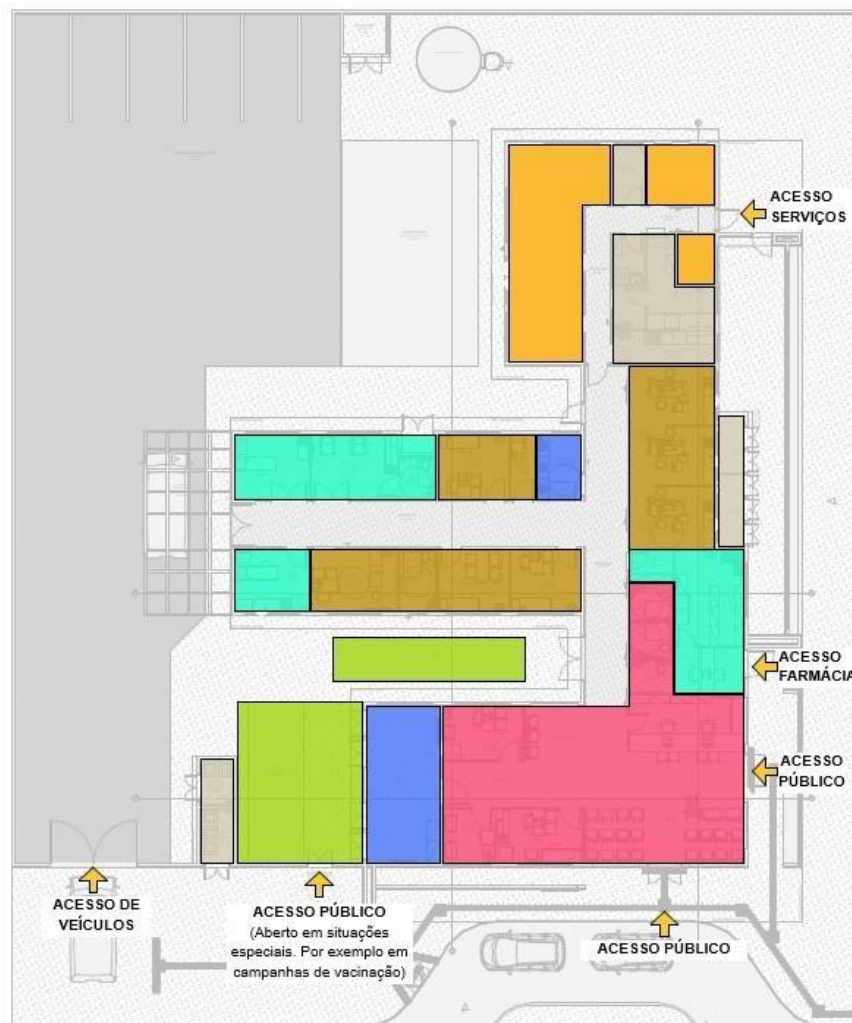 ACESSO
SERVIÇOS
ACESSO
FARMÁCIA
ACESSO
PÚBLICO
ACESSO DE
VEÍCULOS
ACESSO PÚBLICO
(Aberto em situações
especiais. Por exemplo em
campanhas de vacinação)
ACESSO PÚBLICO